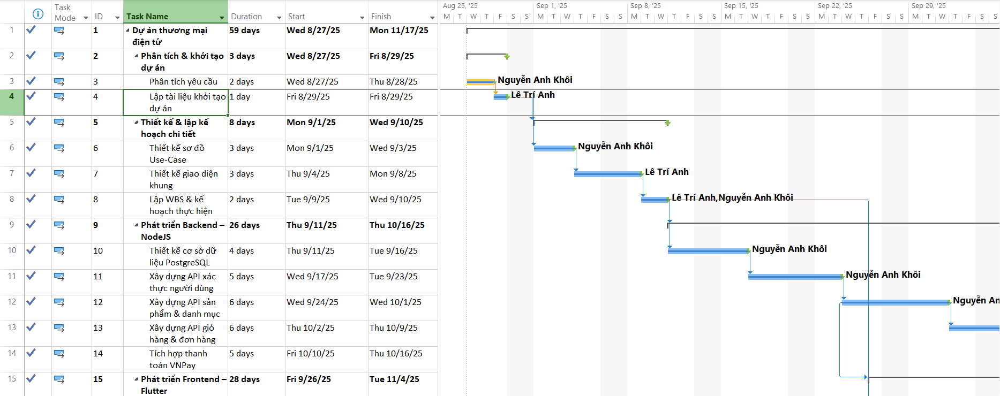 Task Mode ID Task Name Duration Start Finish
Aug 25, '25 Sep 1, '25 Sep 8, '25 Sep 15, '25 Sep 22, '25 Sep 29, '25
M T W T F S S M T W T F S S M T W T F S S M T W T F S S M T W T F S S M T W T F S S
1 1 Dự án thương mại 59 days Wed 8/27/25 Mon 11/17/25
điện tử
2 2 Phân tích & khởi tạo 3 days Wed 8/27/25 Fri 8/29/25
dự án
3 3 Phân tích yêu cầu 2 days Wed 8/27/25 Thu 8/28/25 Nguyễn Anh Khôi
4 4 Lập tài liệu khởi tạo 1 day Fri 8/29/25 Fri 8/29/25 Lê Trí Anh
dự án
5 5 Thiết kế & lập kế 8 days Mon 9/1/25 Wed 9/10/25
hoạch chi tiết
6 6 Thiết kế sơ đồ 3 days Mon 9/1/25 Wed 9/3/25 Nguyễn Anh Khôi
Use-Case
7 7 Thiết kế giao diện 3 days Thu 9/4/25 Mon 9/8/25 Lê Trí Anh
khung
8 8 Lập WBS & kế 2 days Tue 9/9/25 Wed 9/10/25 Lê Trí Anh,Nguyễn Anh Khôi
hoạch thực hiện
9 9 Phát triển Backend – 26 days Thu 9/11/25 Thu 10/16/25
NodeJS
10 10 Thiết kế cơ sở dữ 4 days Thu 9/11/25 Tue 9/16/25 Nguyễn Anh Khôi
liệu PostgreSQL
11 11 Xây dựng API xác 5 days Wed 9/17/25 Tue 9/23/25 Nguyễn Anh Khôi
thực người dùng
12 12 Xây dựng API sản 6 days Wed 9/24/25 Wed 10/1/25 Nguyễn An
phẩm & danh mục
13 13 Xây dựng API giỏ 6 days Thu 10/2/25 Thu 10/9/25
hàng & đơn hàng
14 14 Tích hợp thanh 5 days Fri 10/10/25 Thu 10/16/25
toán VNPay
15 15 Phát triển Frontend – 28 days Fri 9/26/25 Tue 11/4/25
Flutter